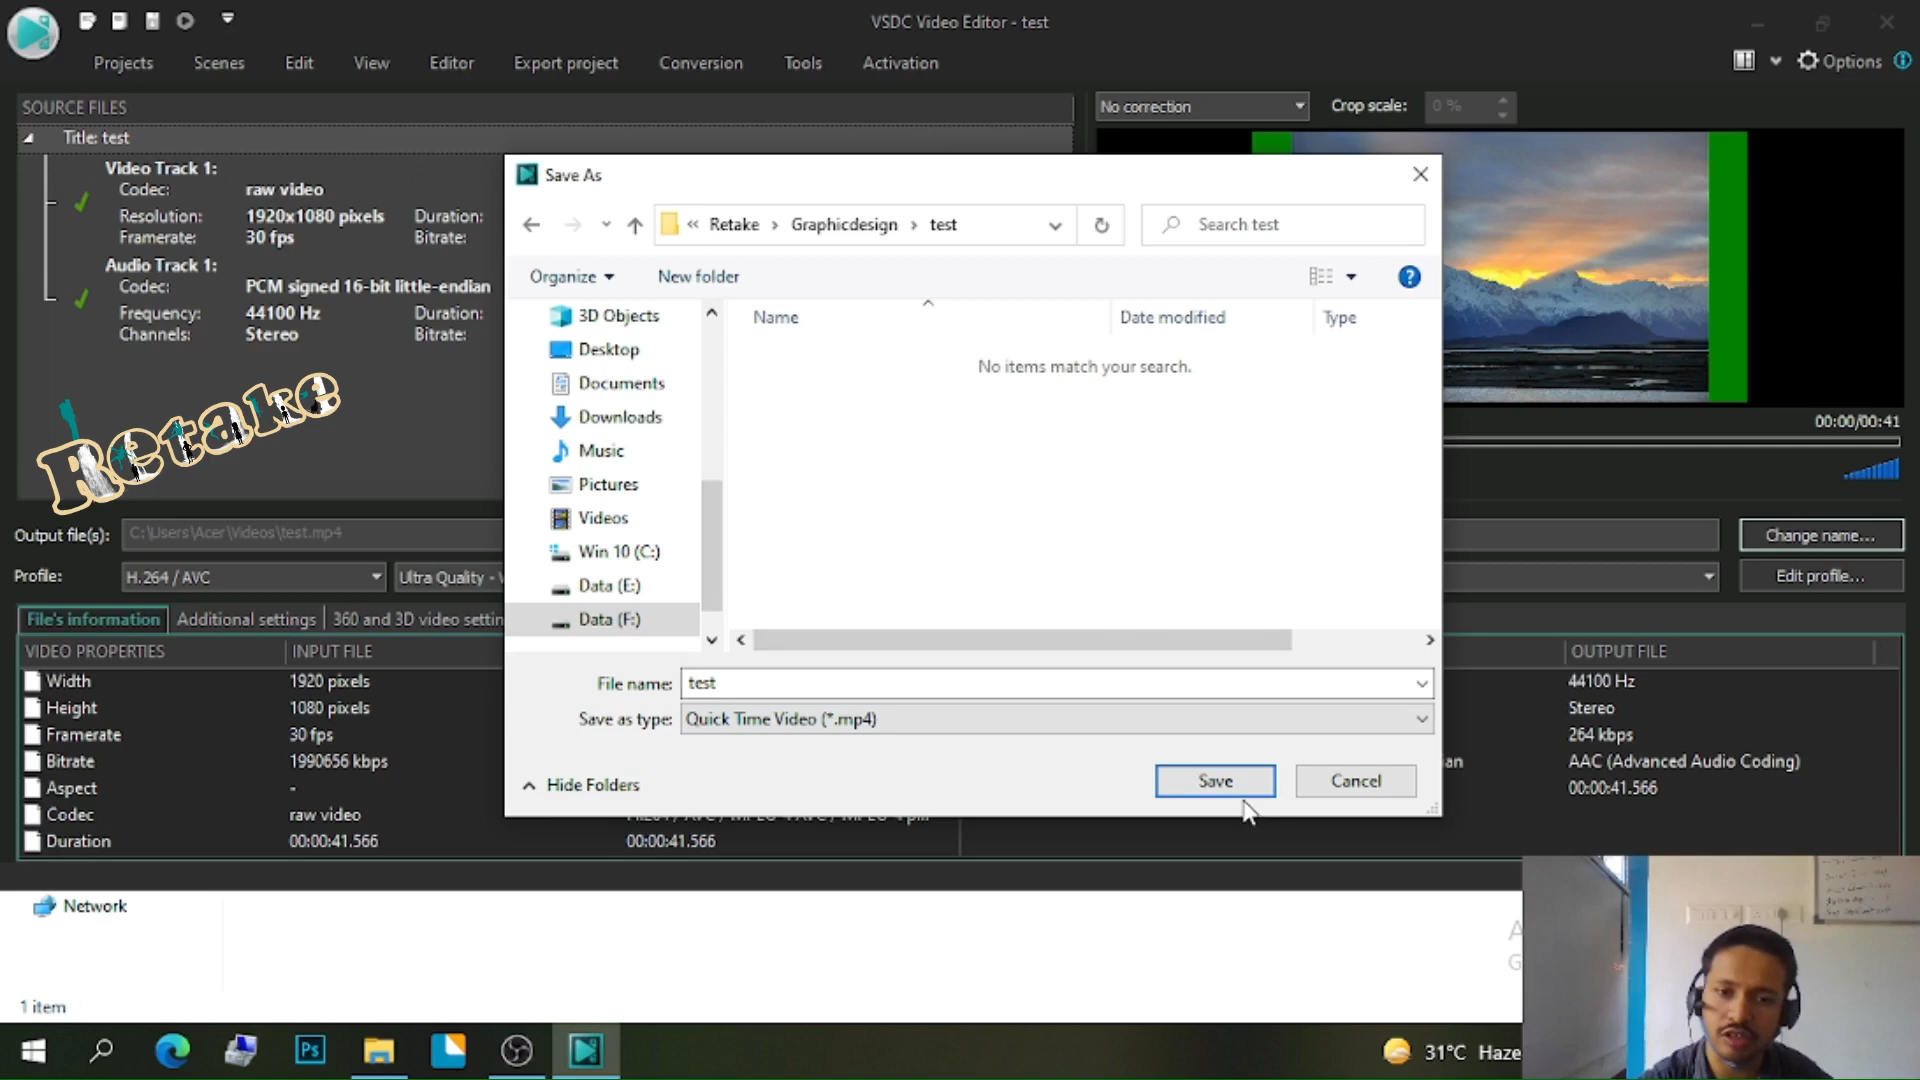 VSDC Video Editor - test
Projects Scenes Edit View Editor Export project Conversion Tools Activation
Options
SOURCE FILES
No correction Crop scale: 0 %
Title: test
Video Track 1:
Codec: raw video
Resolution: 1920x1080 pixels Duration:
Framerate: 30 fps Bitrate:
Audio Track 1:
Codec: PCM signed 16-bit little-endian
Frequency: 44100 Hz Duration:
Channels: Stereo Bitrate:
Retake
Save As
« Retake › Graphicdesign › test
Search test
Organize New folder
Name Date modified Type
3D Objects
Desktop
Documents
Downloads
Music
Pictures
Videos
Win 10 (C:)
Data (E:)
Data (F:)
No items match your search.
File name: test
Save as type: Quick Time Video (*.mp4)
Hide Folders
Save Cancel
00:00/00:41
Output file(s): C:\Users\Acer\Videos\test.mp4
Change name...
Profile: H.264 / AVC Ultra Quality -
Edit profile...
File's information Additional settings 360 and 3D video settin
VIDEO PROPERTIES INPUT FILE OUTPUT FILE
Width 1920 pixels 44100 Hz
Height 1080 pixels Stereo
Framerate 30 fps 264 kbps
Bitrate 1990656 kbps AAC (Advanced Audio Coding)
Aspect - 00:00:41.566
Codec raw video
Duration 00:00:41.566 00:00:41.566
Network
1 item
Ps
31°C Haze